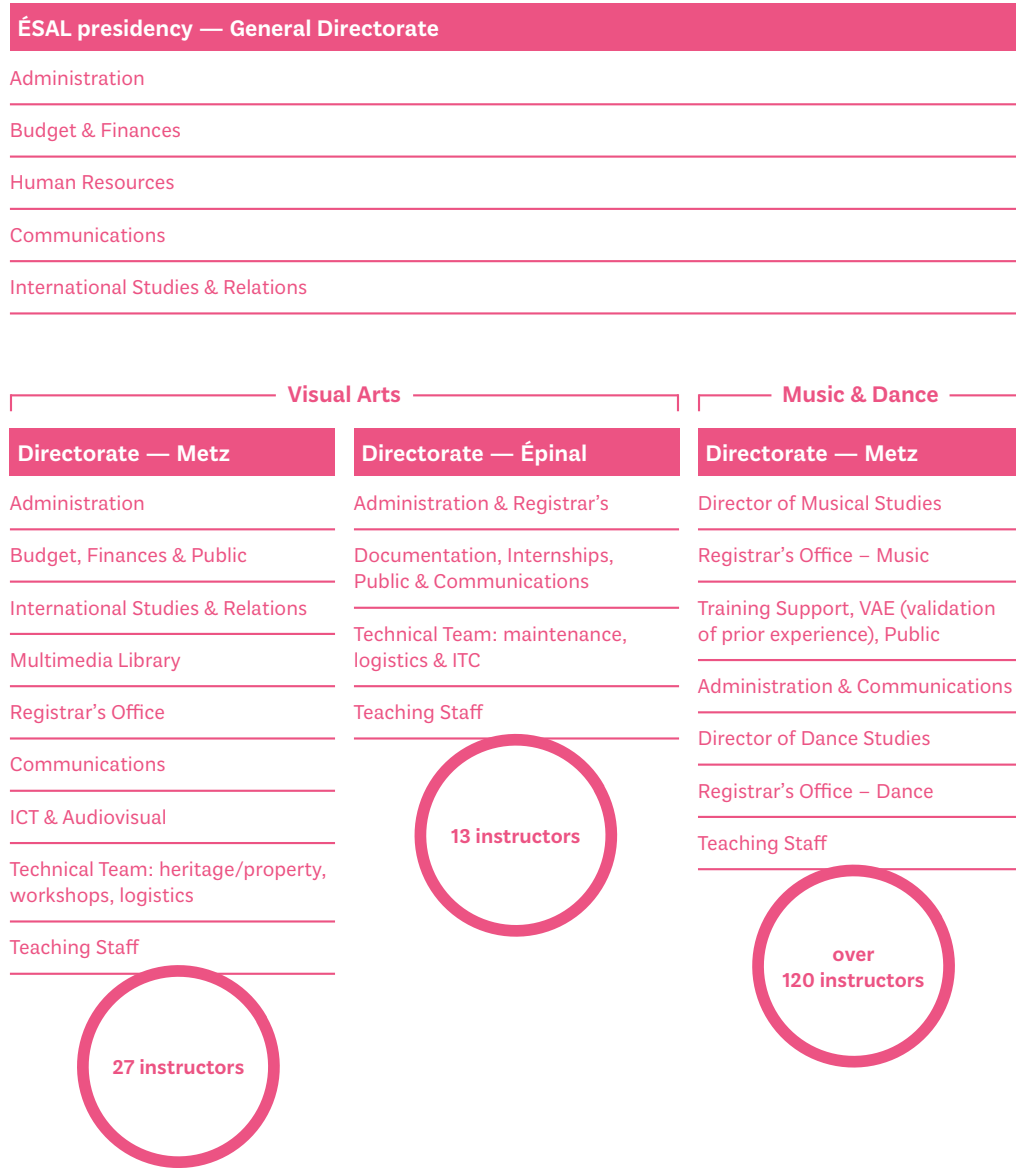 ÉSAL presidency — General Directorate
Administration
Budget & Finances
Human Resources
Communications
International Studies & Relations
Visual Arts
Directorate — Metz
Administration
Budget, Finances & Public
International Studies & Relations
Multimedia Library
Registrar’s Office
Communications
ICT & Audiovisual
Technical Team: heritage/property,
workshops, logistics
Teaching Staff
27 instructors
Directorate — Épinal
Administration & Registrar’s
Documentation, Internships,
Public & Communications
Technical Team: maintenance,
logistics & ITC
Teaching Staff
13 instructors
Music & Dance
Directorate — Metz
Director of Musical Studies
Registrar’s Office – Music
Training Support, VAE (validation
of prior experience), Public
Administration & Communications
Director of Dance Studies
Registrar’s Office – Dance
Teaching Staff
over
120 instructors